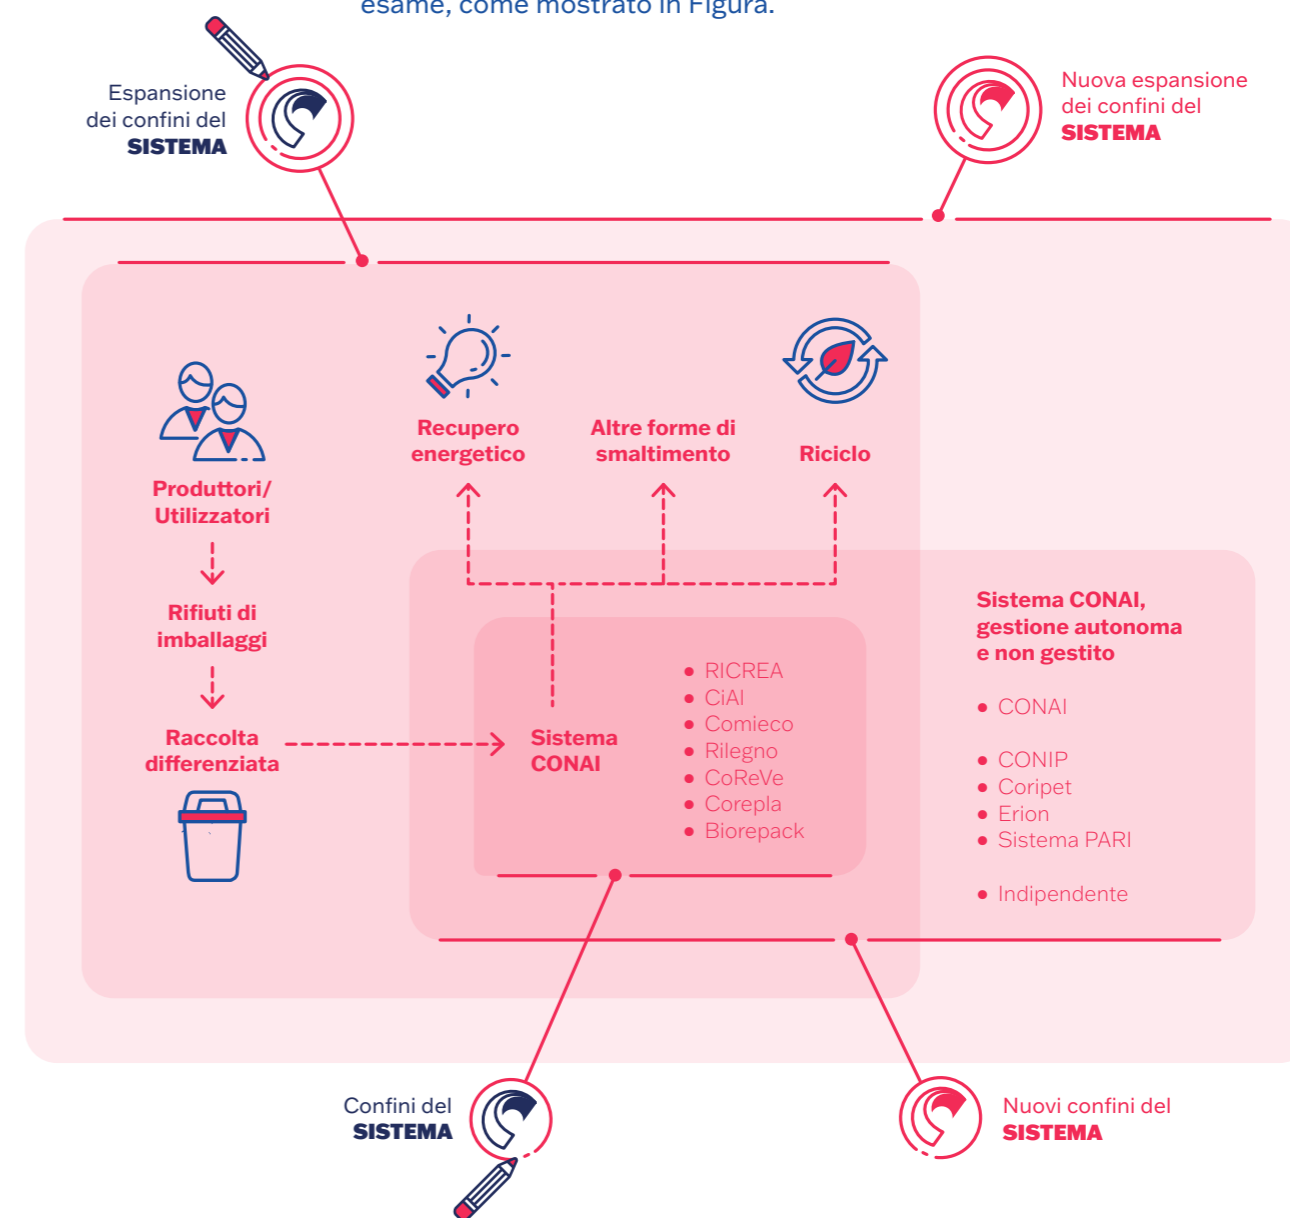 esame, come mostrato in Figura.
Espansione
dei confini del
SISTEMA
Nuova espansione
dei confini del
SISTEMA
Recupero
energetico
Altre forme di
smaltimento
Riciclo
Produttori/
Utilizzatori
Rifiuti di
imballaggi
Raccolta
differenziata
Sistema
CONAI
RICREA
CiAl
Comieco
Rilegno
CoReVe
Corepla
Biorepack
Sistema CONAI,
gestione autonoma
e non gestito
CONAI
CONIP
Coripet
Erion
Sistema PARI
Indipendente
Confini del
SISTEMA
Nuovi confini del
SISTEMA